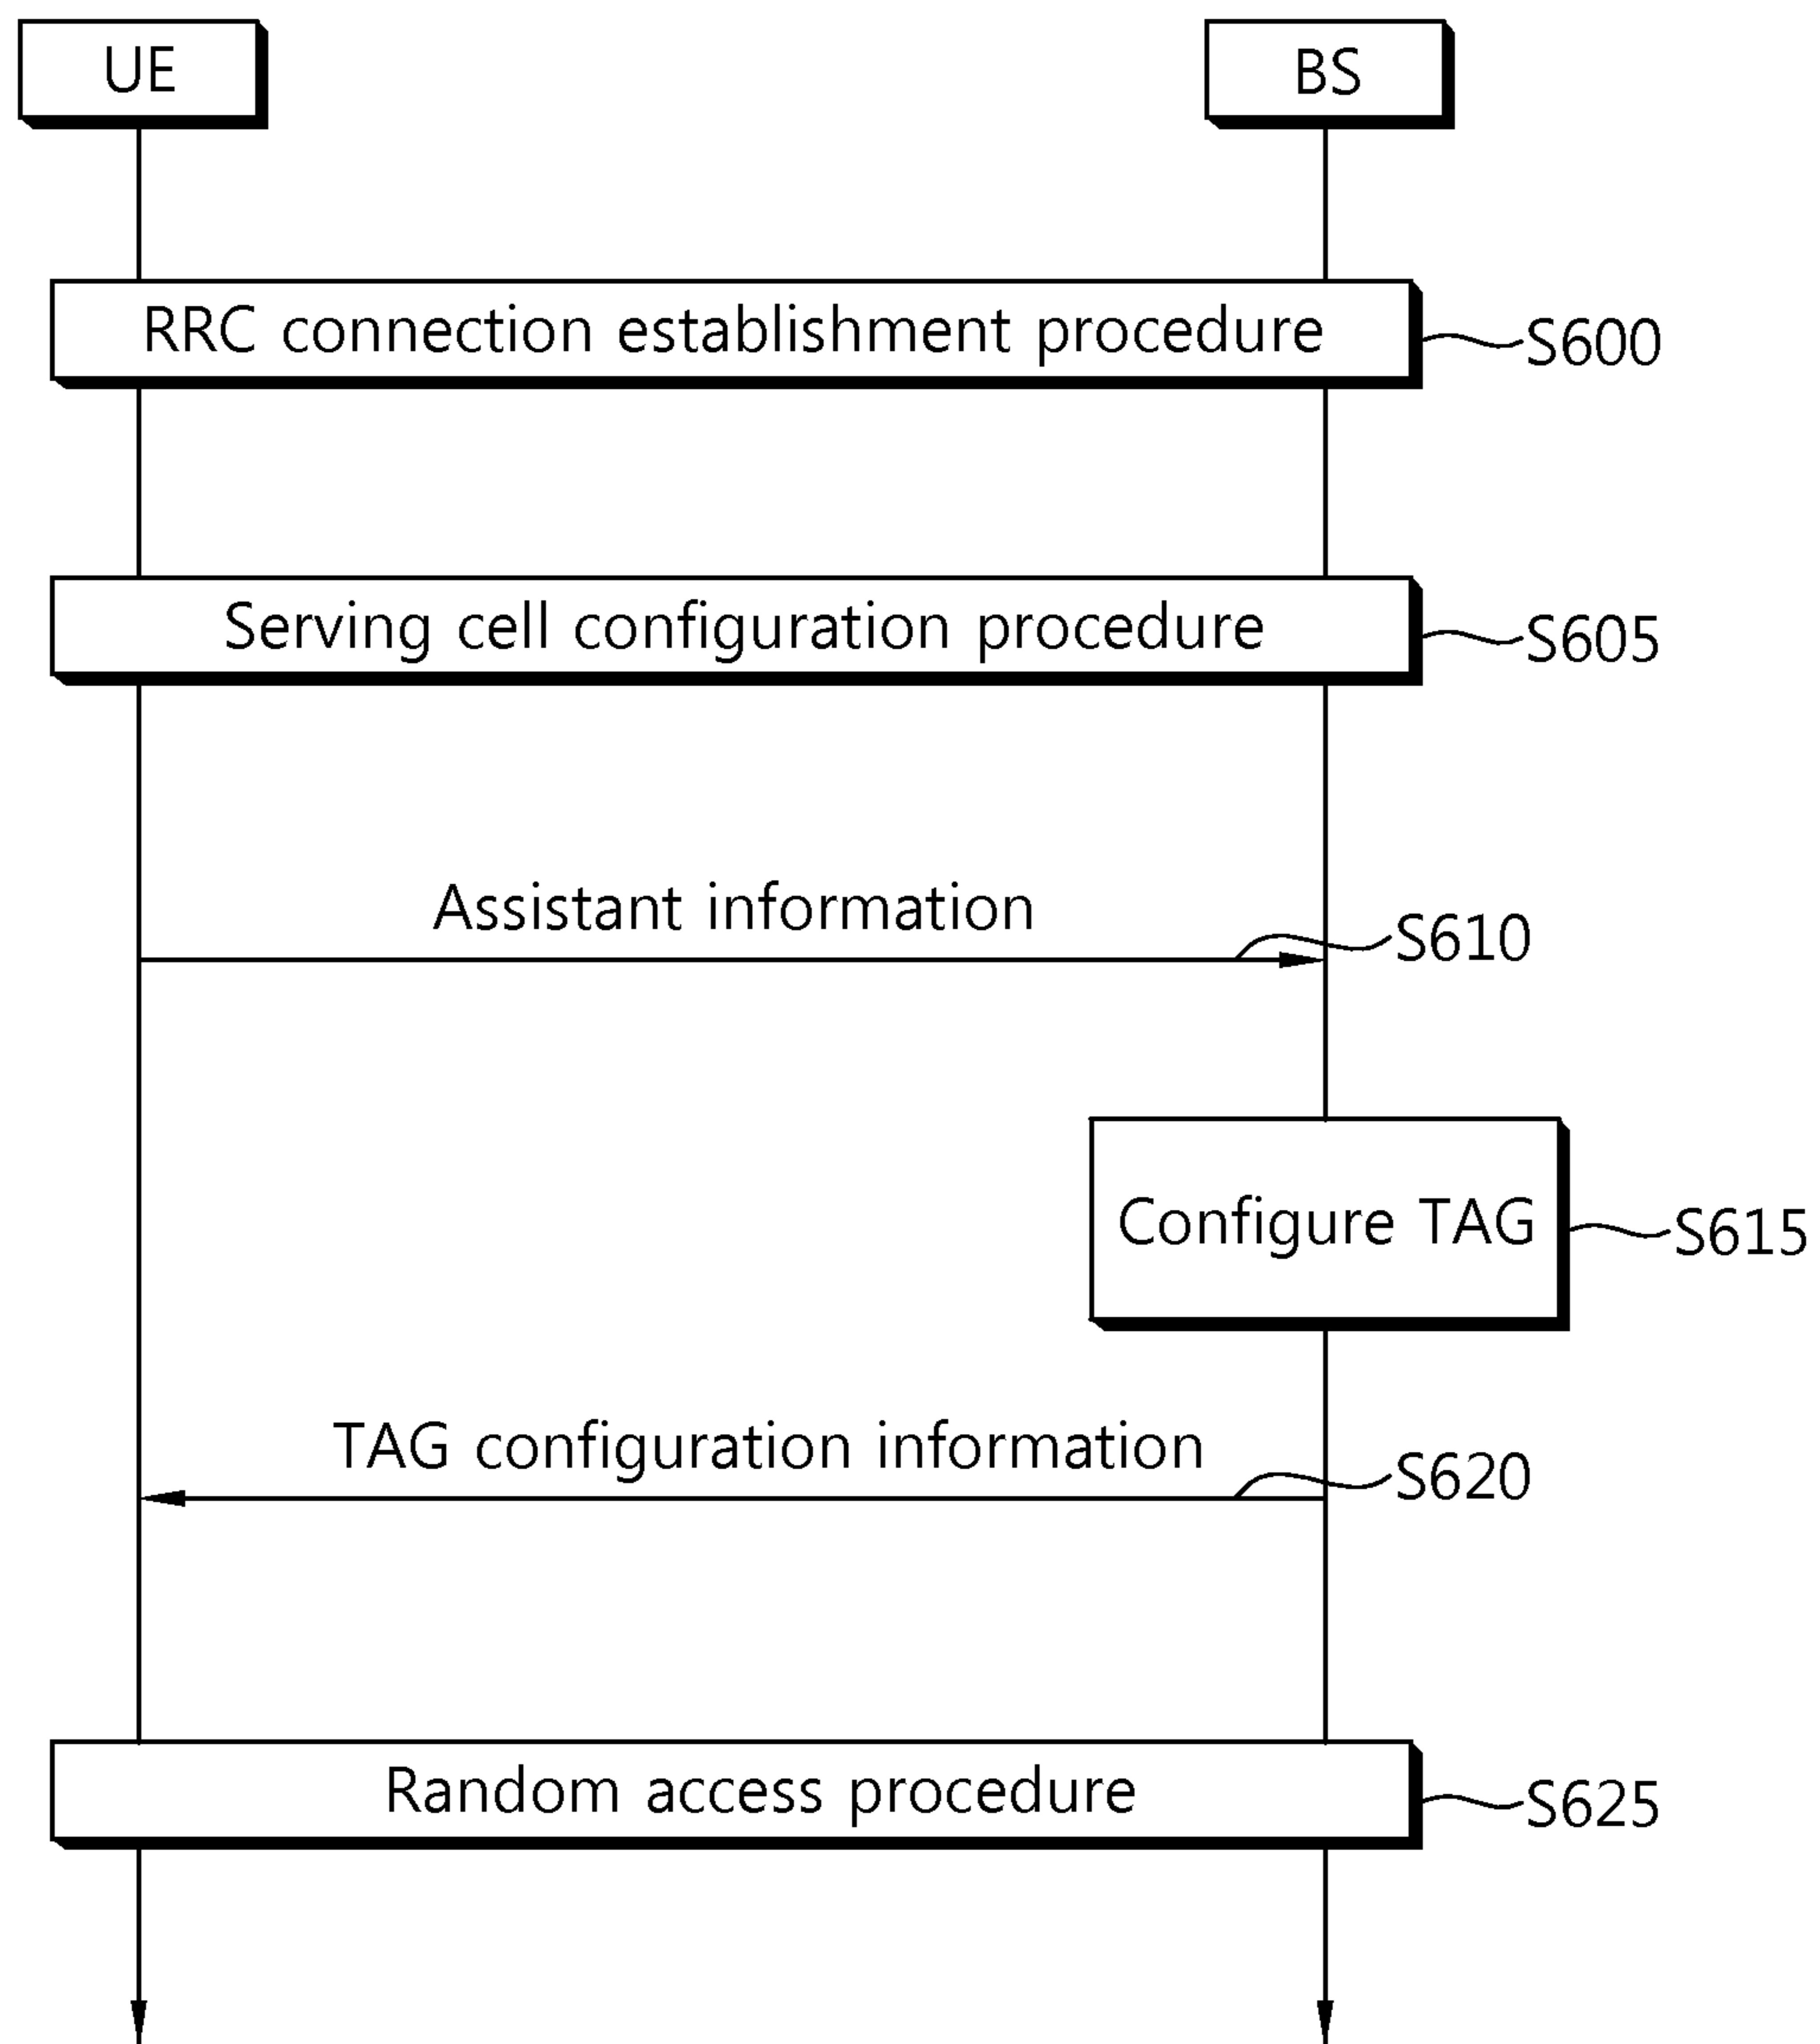 UE
BS
RRC connection establishment procedure
S600
Serving cell configuration procedure
S605
Assistant information
S610
Configure TAG
S615
TAG configuration information
S620
Random access procedure
S625